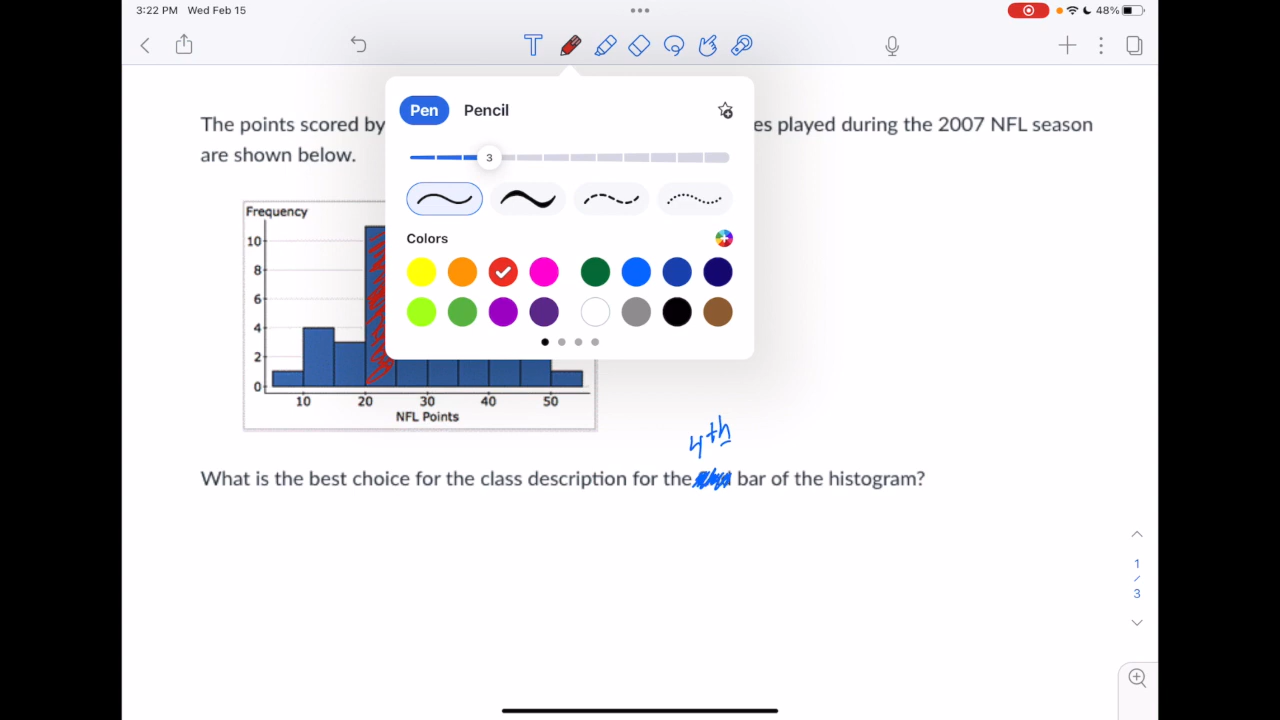 3:22 PM Wed Feb 15
48%
T
Pen Pencil
3
Colors
The points scored by es played during the 2007 NFL season
are shown below.
Frequency
10
8
6
4
2
0
10 20 30 40 50
NFL Points
4th
What is the best choice for the class description for the bar of the histogram?
1
/
3